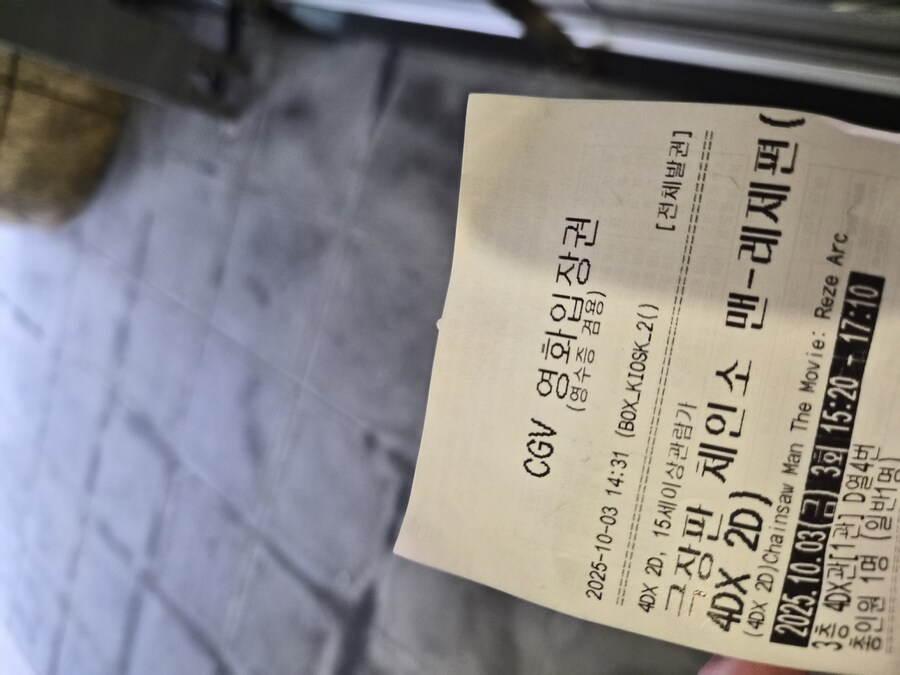 CGV 영화입장권
(영수증 겸용)
[전체발권]
2025-10-03 14:31 (BOX_KIOSK_2()
4DX 2D, 15세이상관람가
극장판 체인소 맨-레제편(
4DX 2D)
(4DX 2D)Chainsaw Man The Movie: Reze Arc
2025.10.03(금) 3회 15:20 - 17:10
3층 4DX관[1관] D열4번
총인원 1명 (일반1명)